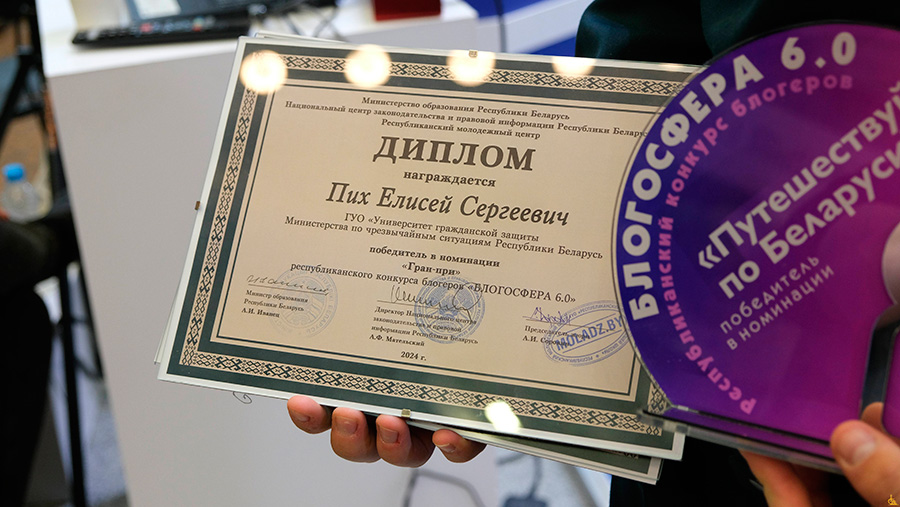 Министерство образования Республики Беларусь
Национальный центр законодательства и правовой информации Республики Беларусь
Республиканский молодежный центр
ДИПЛОМ
награждается
Пих Елисей Сергеевич
ГУО «Университет гражданской защиты
Министерства по чрезвычайным ситуациям Республики Беларусь
победитель в номинации
«Гран-при»
республиканского конкурса блогеров «БЛОГОСФЕРА 6.0»
Министр образования
Республики Беларусь
А.И. Иванец
Директор Национального центра
законодательства и правовой
информации Республики Беларусь
А.Ф. Мательский
Председатель
А.И.
MOLADZ.BY
2024 г.
БЛОГОСФЕРА 6.0
Республиканский конкурс блогеров
«Путешествуй
по Беларуси
победитель
в номинации